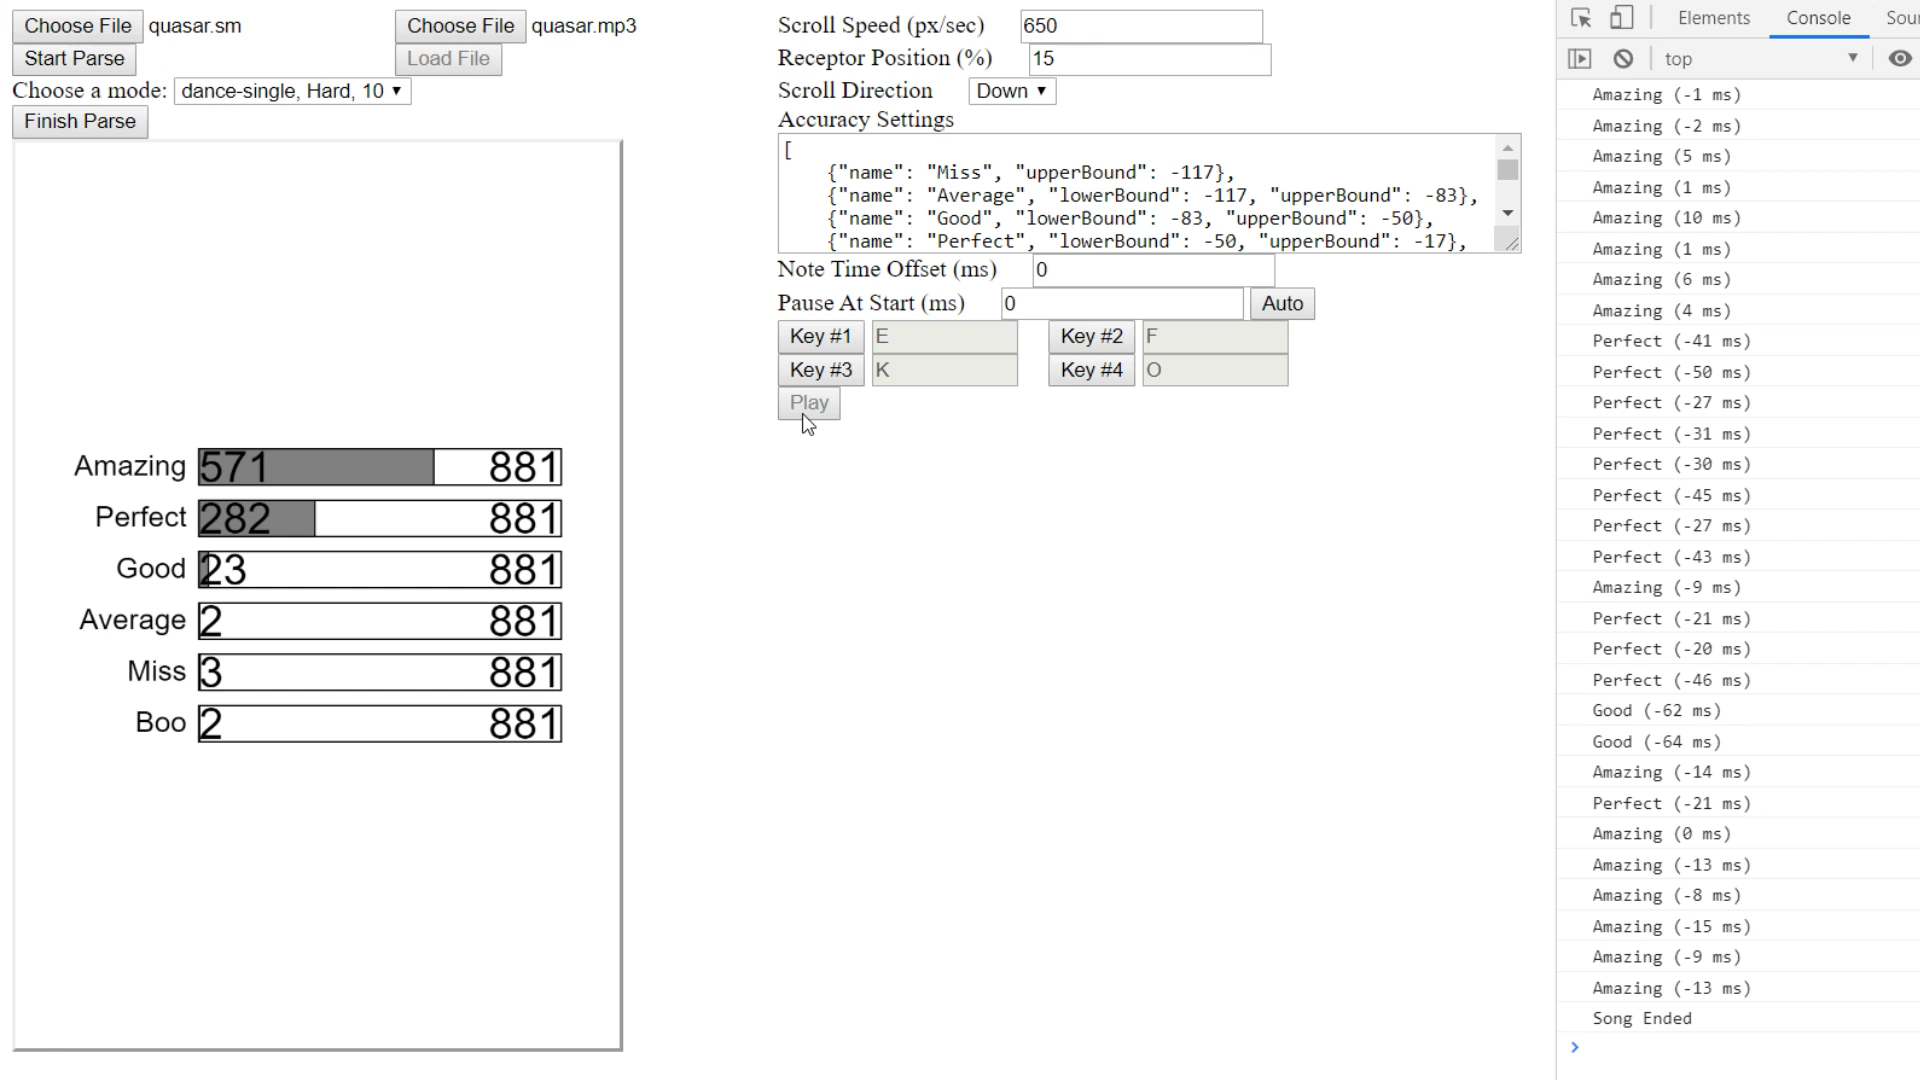 Choose File quasar.sm
Start Parse
Choose File quasar.mp3
Load File
Choose a mode: dance-single, Hard, 10
Finish Parse
Amazing 571 881
Perfect 282 881
Good 23 881
Average 2 881
Miss 3 881
Boo 2 881
Scroll Speed (px/sec) 650
Receptor Position (%) 15
Scroll Direction Down
Accuracy Settings
[
{"name": "Miss", "upperBound": -117},
{"name": "Average", "lowerBound": -117, "upperBound": -83},
{"name": "Good", "lowerBound": -83, "upperBound": -50},
{"name": "Perfect", "lowerBound": -50, "upperBound": -17},
Note Time Offset (ms) 0
Pause At Start (ms) 0 Auto
Key #1 E Key #2 F
Key #3 K Key #4 O
Play
Elements Console Sou
top
Amazing (-1 ms)
Amazing (-2 ms)
Amazing (5 ms)
Amazing (1 ms)
Amazing (10 ms)
Amazing (1 ms)
Amazing (6 ms)
Amazing (4 ms)
Perfect (-41 ms)
Perfect (-50 ms)
Perfect (-27 ms)
Perfect (-31 ms)
Perfect (-30 ms)
Perfect (-45 ms)
Perfect (-27 ms)
Perfect (-43 ms)
Amazing (-9 ms)
Perfect (-21 ms)
Perfect (-20 ms)
Perfect (-46 ms)
Good (-62 ms)
Good (-64 ms)
Amazing (-14 ms)
Perfect (-21 ms)
Amazing (0 ms)
Amazing (-13 ms)
Amazing (-8 ms)
Amazing (-15 ms)
Amazing (-9 ms)
Amazing (-13 ms)
Song Ended